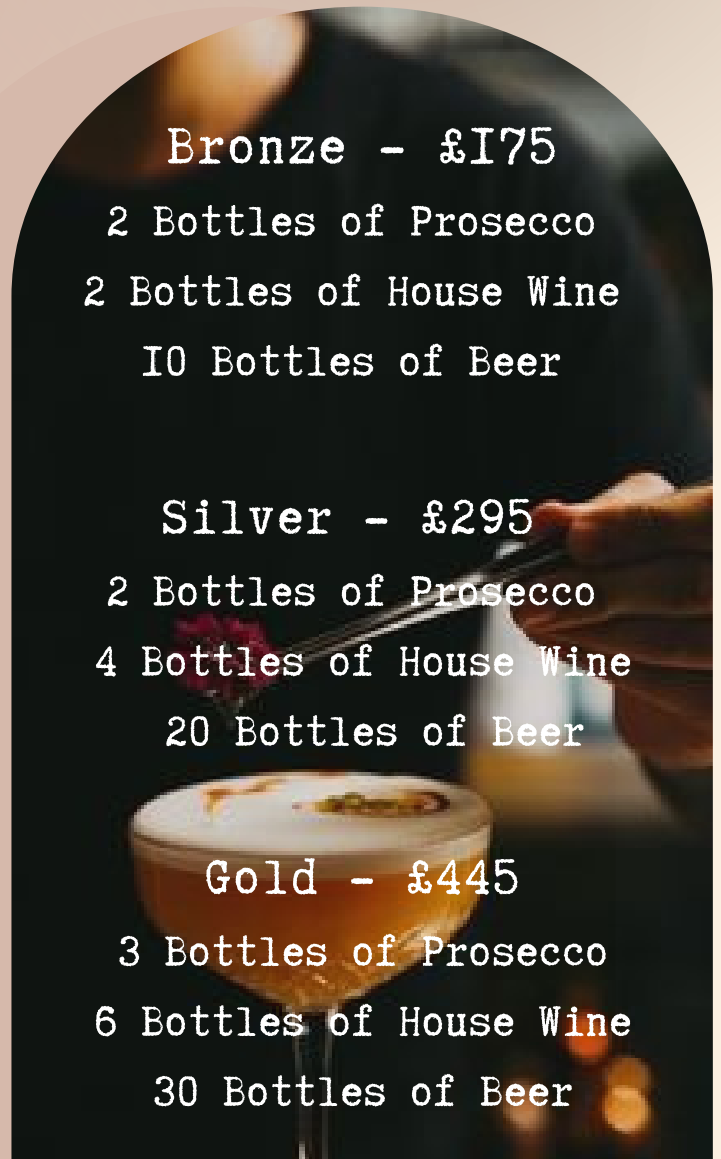 Bronze - £175
2 Bottles of Prosecco
2 Bottles of House Wine
10 Bottles of Beer
Silver - £295
2 Bottles of Prosecco
4 Bottles of House Wine
20 Bottles of Beer
Gold - £445
3 Bottles of Prosecco
6 Bottles of House Wine
30 Bottles of Beer